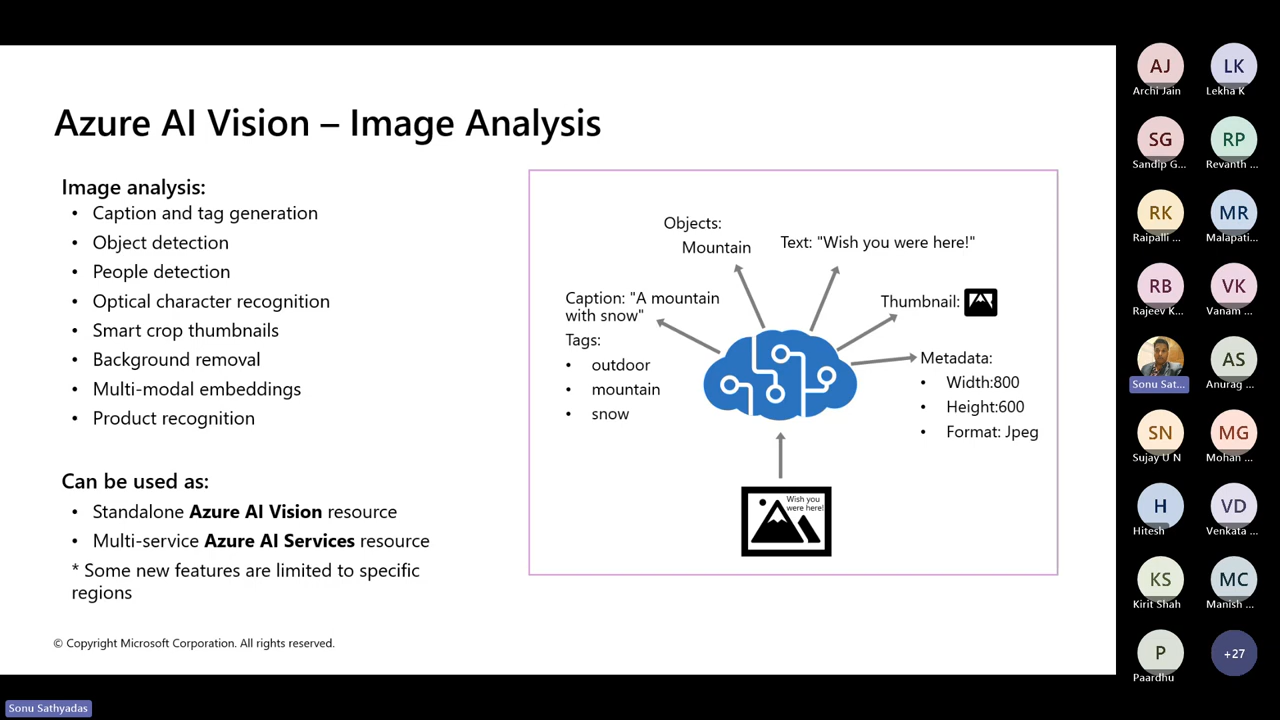 Azure AI Vision – Image Analysis
Image analysis:
• Caption and tag generation
• Object detection
• People detection
• Optical character recognition
• Smart crop thumbnails
• Background removal
• Multi-modal embeddings
• Product recognition
Can be used as:
• Standalone Azure AI Vision resource
• Multi-service Azure AI Services resource
* Some new features are limited to specific
regions
© Copyright Microsoft Corporation. All rights reserved.
Objects:
Mountain
Text: "Wish you were here!"
Caption: "A mountain
with snow"
Tags:
• outdoor
• mountain
• snow
Thumbnail:
Metadata:
• Width:800
• Height:600
• Format: Jpeg
Wish you
were here!
AJ
Archi Jain
LK
Lekha K
SG
Sandip G...
RP
Revanth ...
RK
Raipalli ...
MR
Malapati...
RB
Rajeev K...
VK
Vanam ...
Sonu Sat...
AS
Anurag ...
SN
Sujay U N
MG
Mohan ...
H
Hitesh
VD
Venkata ...
KS
Kirit Shah
MC
Manish ...
P
Paardhu
+27
Sonu Sathyadas